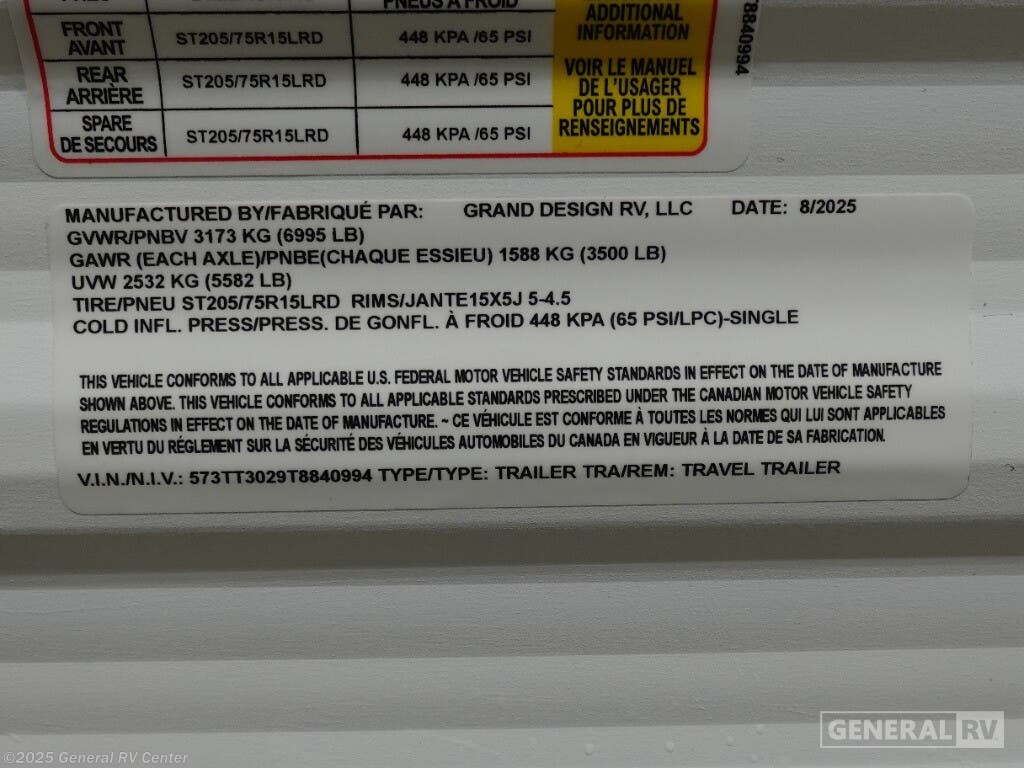 PNEUS À FROID
ADDITIONAL
INFORMATION
FRONT
AVANT
ST205/75R15LRD
448 KPA /65 PSI
REAR
ARRIÈRE
ST205/75R15LRD
448 KPA /65 PSI
SPARE
DE SECOURS
ST205/75R15LRD
448 KPA /65 PSI
VOIR LE MANUEL
DE L'USAGER
POUR PLUS DE
RENSEIGNEMENTS
T8840994
MANUFACTURED BY/FABRIQUÉ PAR: GRAND DESIGN RV, LLC DATE: 8/2025
GVWR/PNBV 3173 KG (6995 LB)
GAWR (EACH AXLE)/PNBE(CHAQUE ESSIEU) 1588 KG (3500 LB)
UVW 2532 KG (5582 LB)
TIRE/PNEU ST205/75R15LRD RIMS/JANTE15X5J 5-4.5
COLD INFL. PRESS/PRESS. DE GONFL. À FROID 448 KPA (65 PSI/LPC)-SINGLE
THIS VEHICLE CONFORMS TO ALL APPLICABLE U.S. FEDERAL MOTOR VEHICLE SAFETY STANDARDS IN EFFECT ON THE DATE OF MANUFACTURE
SHOWN ABOVE. THIS VEHICLE CONFORMS TO ALL APPLICABLE STANDARDS PRESCRIBED UNDER THE CANADIAN MOTOR VEHICLE SAFETY
REGULATIONS IN EFFECT ON THE DATE OF MANUFACTURE. ~ CE VÉHICULE EST CONFORME À TOUTES LES NORMES QUI LUI SONT APPLICABLES
EN VERTU DU RÉGLEMENT SUR LA SÉCURITÉ DES VÉHICULES AUTOMOBILES DU CANADA EN VIGUEUR À LA DATE DE SA FABRICATION.
V.I.N./N.I.V.: 573TT3029T8840994 TYPE/TYPE: TRAILER TRA/REM: TRAVEL TRAILER
GENERAL RV
©2025 General RV Center